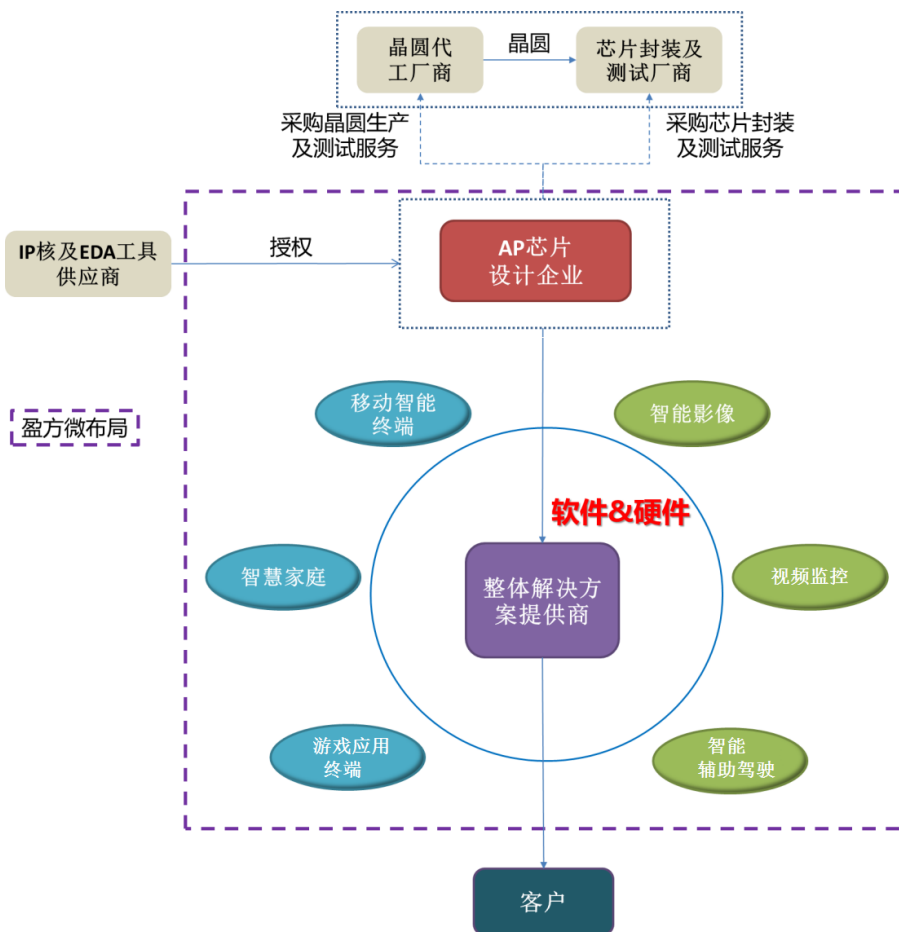 晶圆代
工厂商
晶圆
芯片封装及
测试厂商
采购晶圆生产
及测试服务
采购芯片封装
及测试服务
IP核及EDA工具
供应商
授权
AP芯片
设计企业
盈方微布局
移动智能
终端
智能影像
软件&硬件
智慧家庭
整体解决方
案提供商
视频监控
游戏应用
终端
智能
辅助驾驶
客户